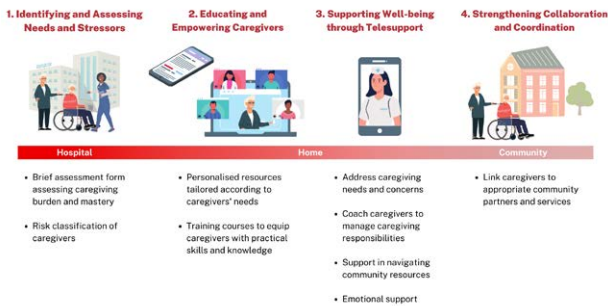 1. Identifying and Assessing
Needs and Stressors
2. Educating and
Empowering Caregivers
3. Supporting Well-being
through Telesupport
4. Strengthening Collaboration
and Coordination
Hospital
Home
Community
• Brief assessment form
assessing caregiving
burden and mastery
• Risk classification of
caregivers
• Personalised resources
tailored according to
caregivers' needs
• Training courses to equip
caregivers with practical
skills and knowledge
• Address caregiving
needs and concerns
• Coach caregivers to
manage caregiving
responsibilities
• Support in navigating
community resources
• Emotional support
• Link caregivers to
appropriate community
partners and services